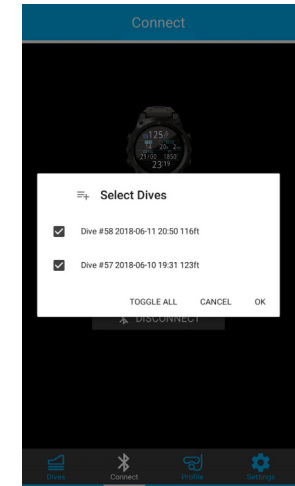 Connect
Select Dives
Dive #58 2018-06-11 20:50 116ft
Dive #57 2018-06-10 19:31 123ft
TOGGLE ALL CANCEL OK
DISCONNECT
Dives Connect Profile Settings